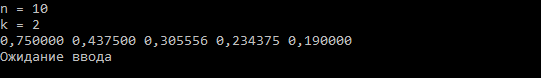 n = 10
k = 2
0,750000 0,437500 0,305556 0,234375 0,190000
Ожидание ввода